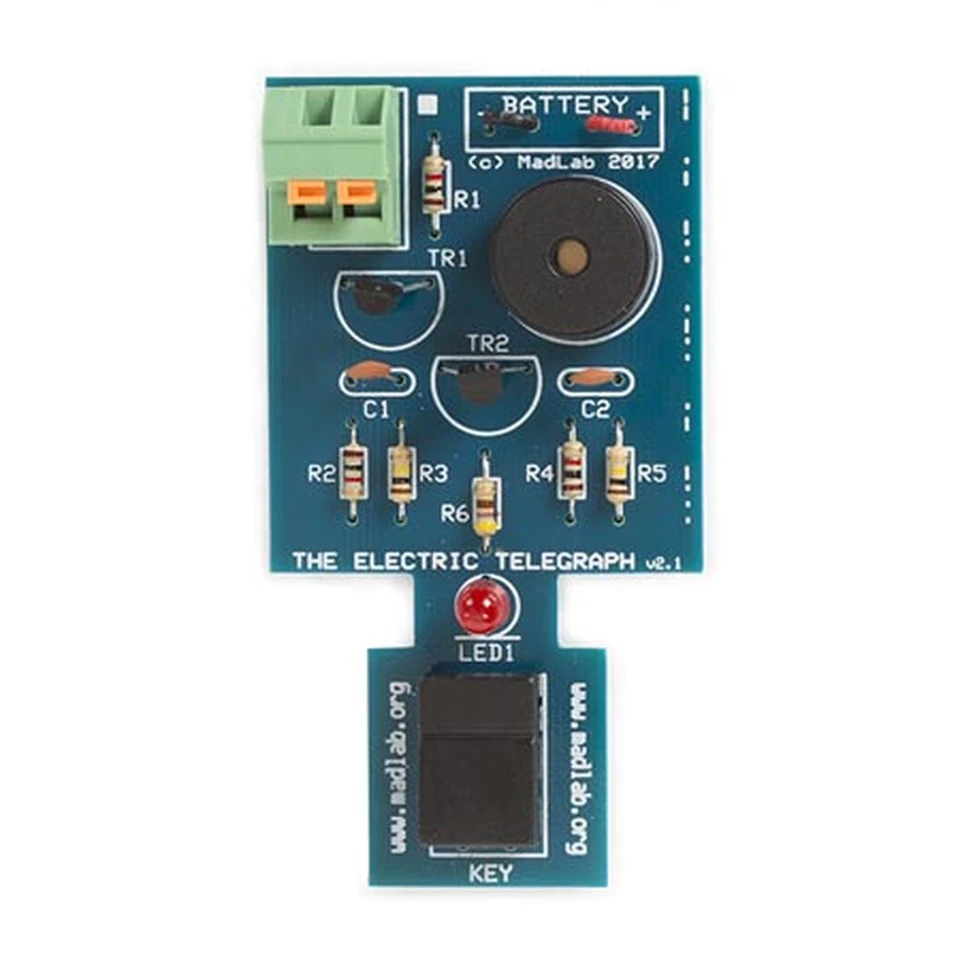 - BATTERY +
(c) MadLab 2017
R1
TR1
TR2
C1
C2
R2
R3
R4
R5
R6
THE ELECTRIC TELEGRAPH v2.1
LED1
www.madlab.org
www.madlab.org
KEY